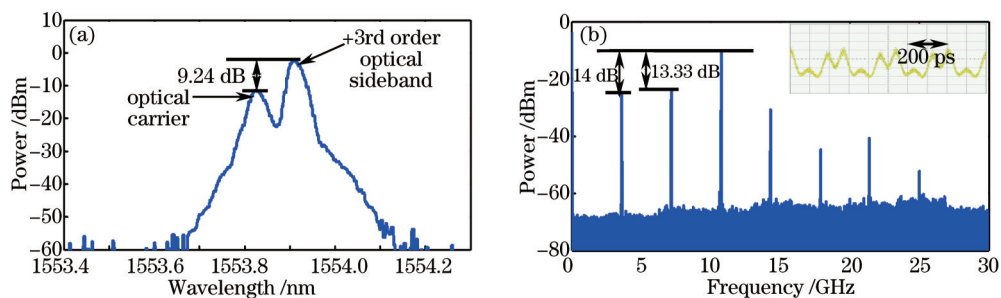 (a)
10
0
−10
−20
−30
−40
−50
−60
Power /dBm
9.24 dB
optical
carrier
+3rd order
optical
sideband
1553.4
1553.6
1553.8
1554.0
1554.2
Wavelength /nm
(b)
0
−20
−40
−60
−80
Power /dBm
14 dB
13.33 dB
200 ps
0
5
10
15
20
25
30
Frequency /GHz